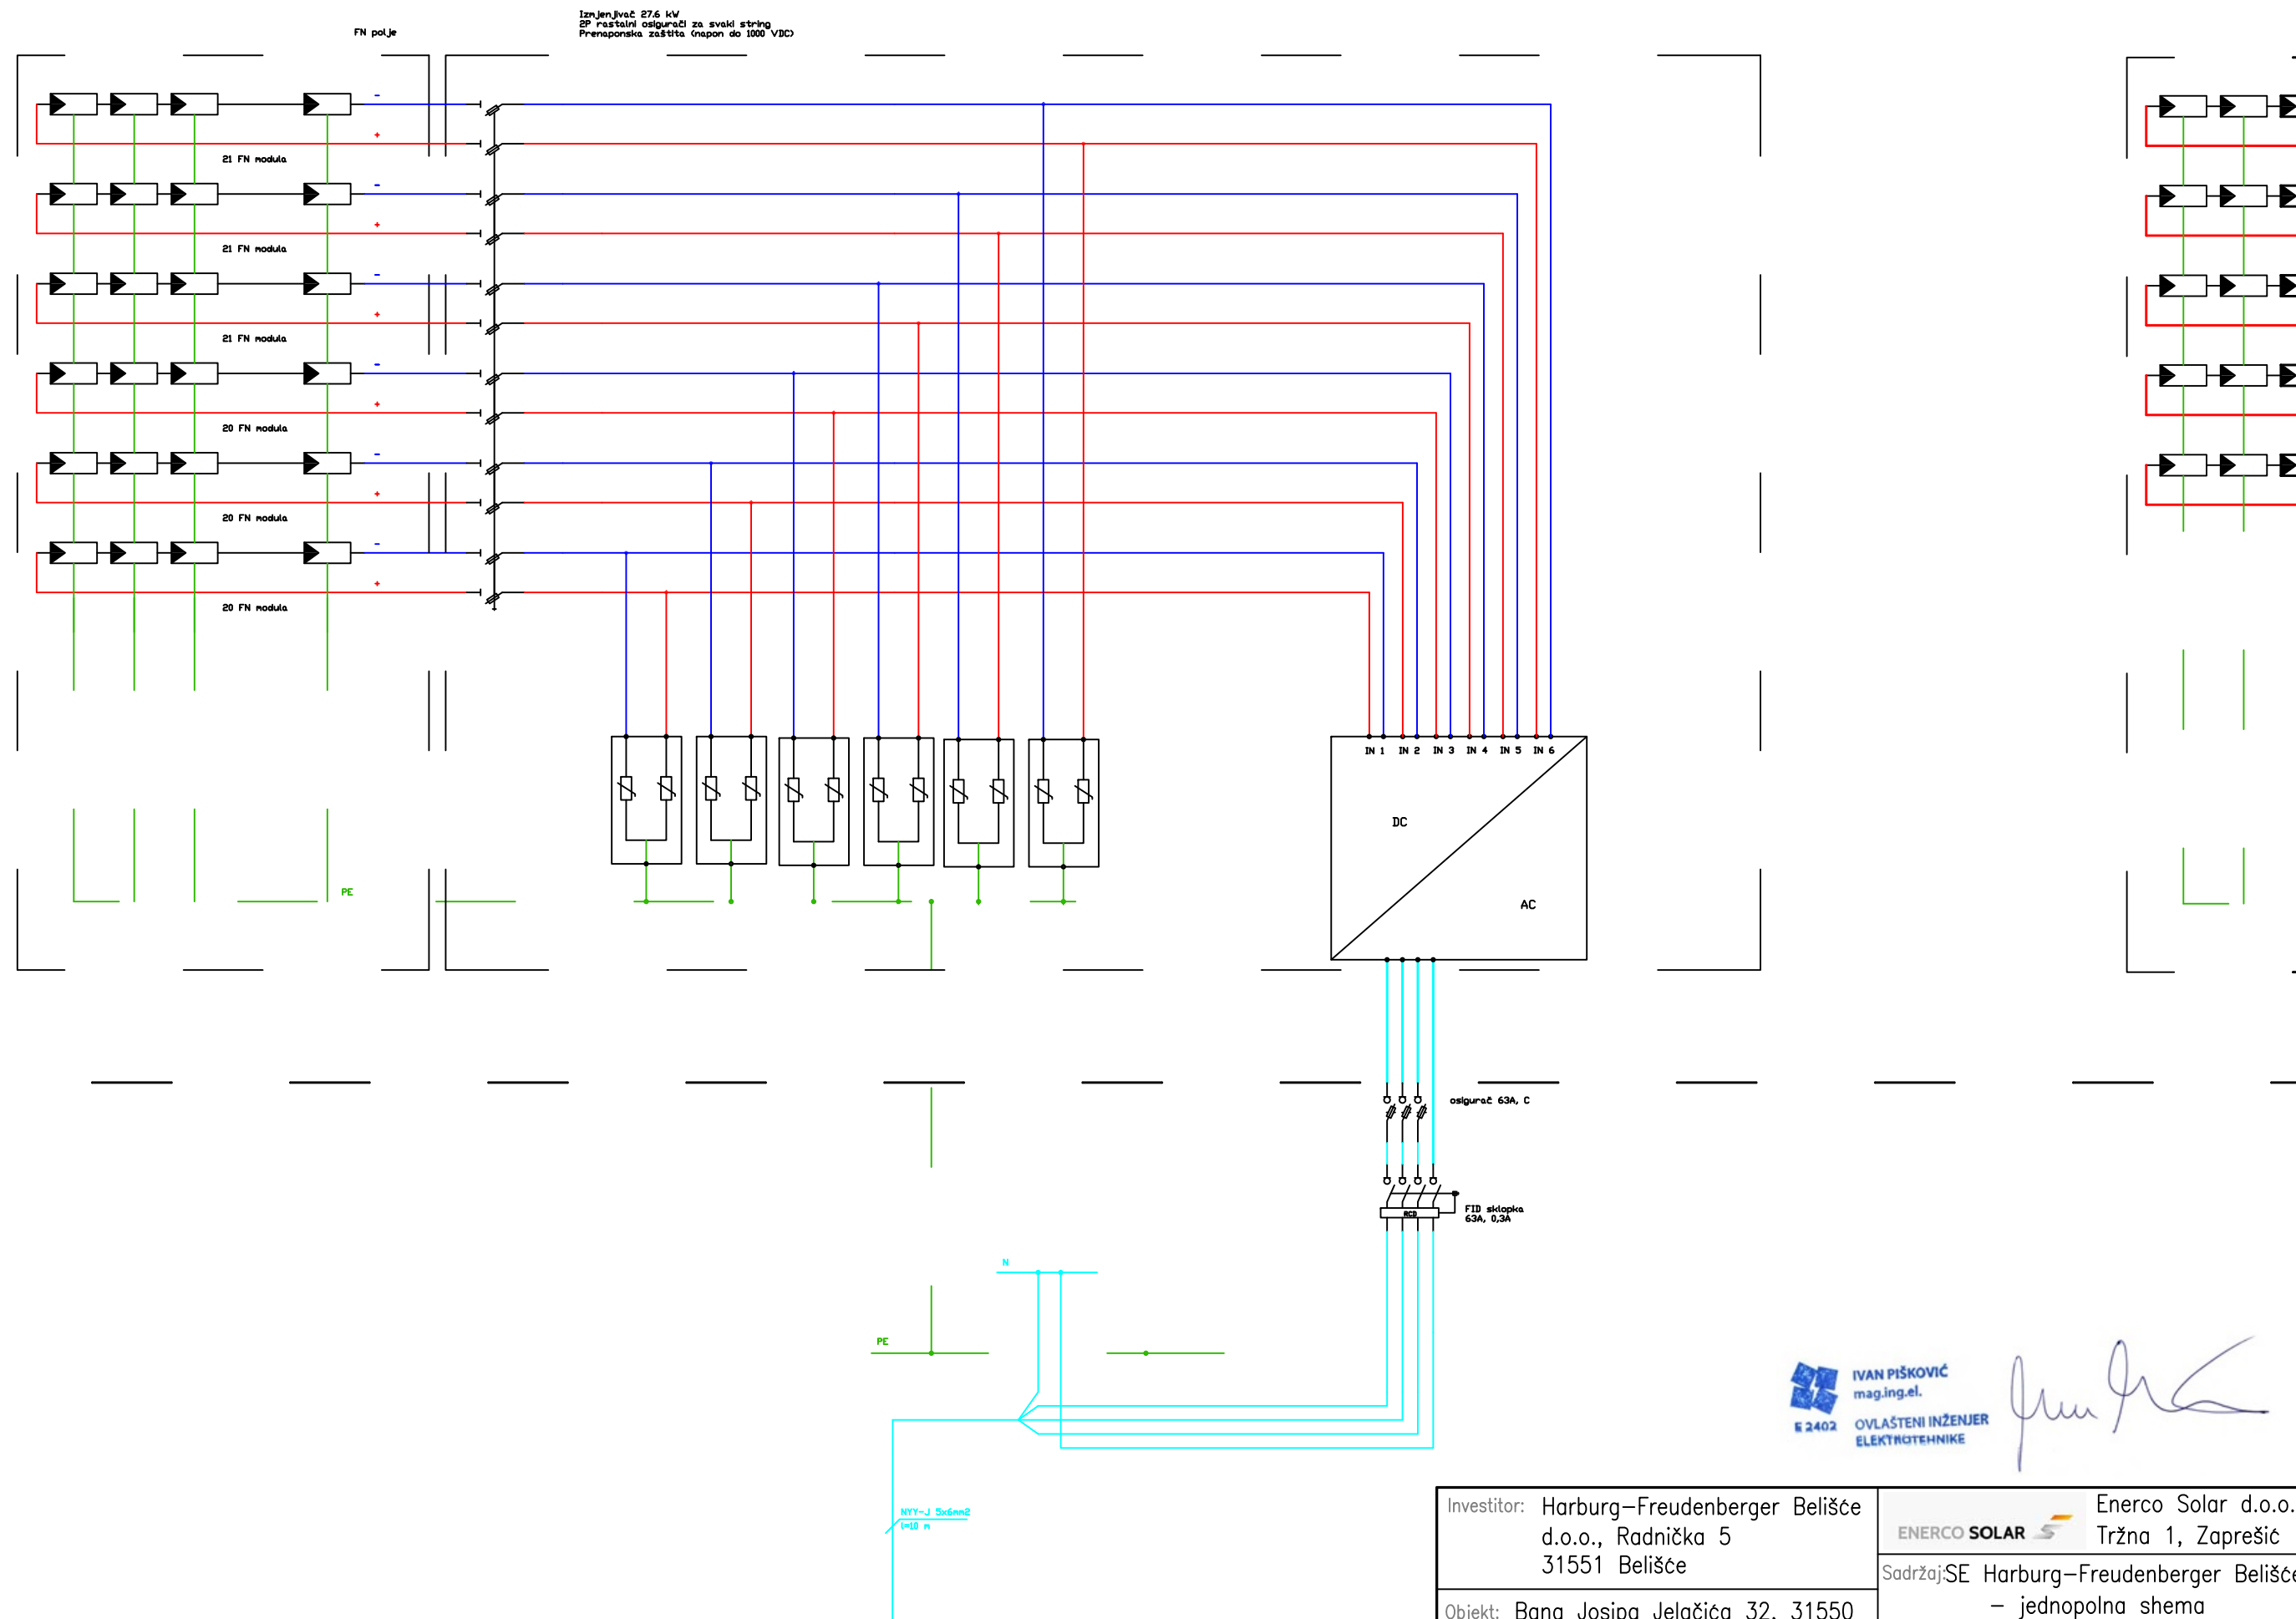 Izmjenjivač 27.6 kW
2P rastalni osigurači za svaki string
Prenaponska zaštita (napon do 1000 VDC)
FN polje
-
+
21 FN modula
-
+
21 FN modula
-
+
21 FN modula
-
+
20 FN modula
-
+
20 FN modula
-
+
20 FN modula
IN 1 IN 2 IN 3 IN 4 IN 5 IN 6
DC
AC
PE
osigurač 63A, C
RCD
FID sklopka
63A, 0,3A
N
PE
NYY-J 5x6mm2
l=10 m
IVAN PIŠKOVIĆ
mag.ing.el.
E 2402
OVLAŠTENI INŽENJER
ELEKTROTEHNIKE
Investitor: Harburg-Freudenberger Belišće
d.o.o., Radnička 5
31551 Belišće
Objekt: Bana Josipa Jelačića 32, 31550
ENERCO SOLAR
Enerco Solar d.o.o.
Tržna 1, Zaprešić
Sadržaj: SE Harburg-Freudenberger Belišće
- jednopolna shema